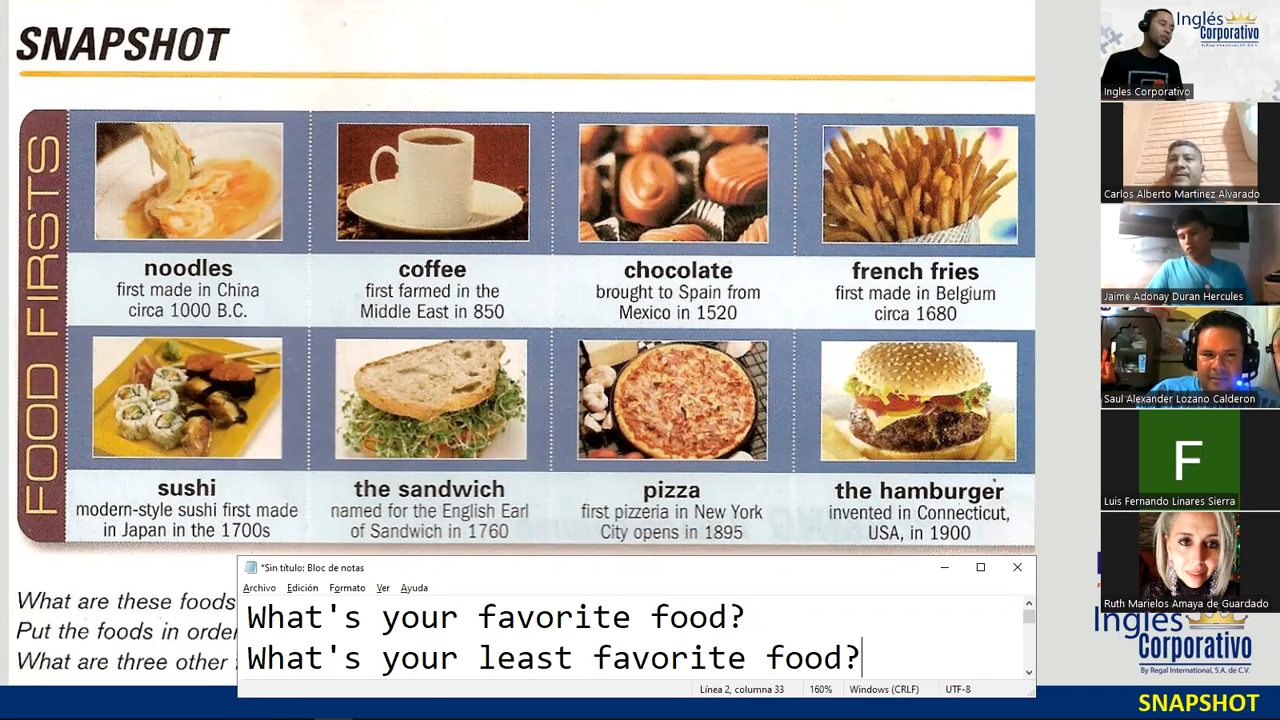 SNAPSHOT
FOOD FIRSTS
noodles
first made in China
circa 1000 B.C.
coffee
first farmed in the
Middle East in 850
chocolate
brought to Spain from
Mexico in 1520
french fries
first made in Belgium
circa 1680
sushi
modern-style sushi first made
in Japan in the 1700s
the sandwich
named for the English Earl
of Sandwich in 1760
pizza
first pizzeria in New York
City opens in 1895
the hamburger
invented in Connecticut,
USA, in 1900
What are these foods
Put the foods in order
What are three other
*Sin título: Bloc de notas
Archivo Edición Formato Ver Ayuda
What's your favorite food?
What's your least favorite food?
Línea 2, columna 33 160% Windows (CRLF) UTF-8
Inglés
Corporativo
By Regal International, S.A. de C.V.
Ingles Corporativo
Carlos Alberto Martinez Alvarado
Jaime Adonay Duran Hercules
Saul Alexander Lozano Calderon
F
Luis Fernando Linares Sierra
Ruth Marielos Amaya de Guardado
Inglés
Corporativo
By Regal International, S.A. de C.V.
SNAPSHOT